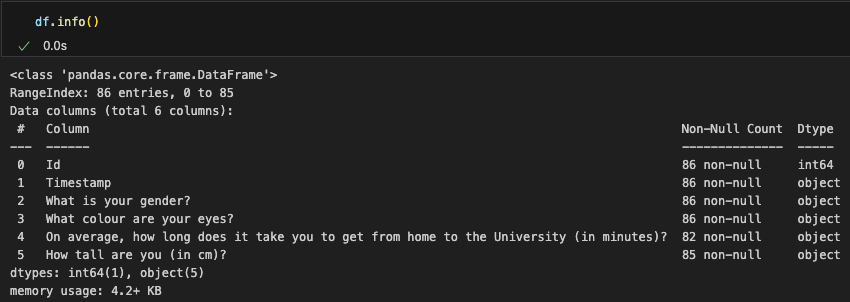 df.info()
✓ 0.0s
<class 'pandas.core.frame.DataFrame'>
RangeIndex: 86 entries, 0 to 85
Data columns (total 6 columns):
 #   Column                                                                                  Non-Null Count  Dtype
---  ------                                                                                  --------------  -----
 0   Id                                                                                      86 non-null     int64
 1   Timestamp                                                                               86 non-null     object
 2   What is your gender?                                                                    86 non-null     object
 3   What colour are your eyes?                                                              86 non-null     object
 4   On average, how long does it take you to get from home to the University (in minutes)?  82 non-null     object
 5   How tall are you (in cm)?                                                               85 non-null     object
dtypes: int64(1), object(5)
memory usage: 4.2+ KB